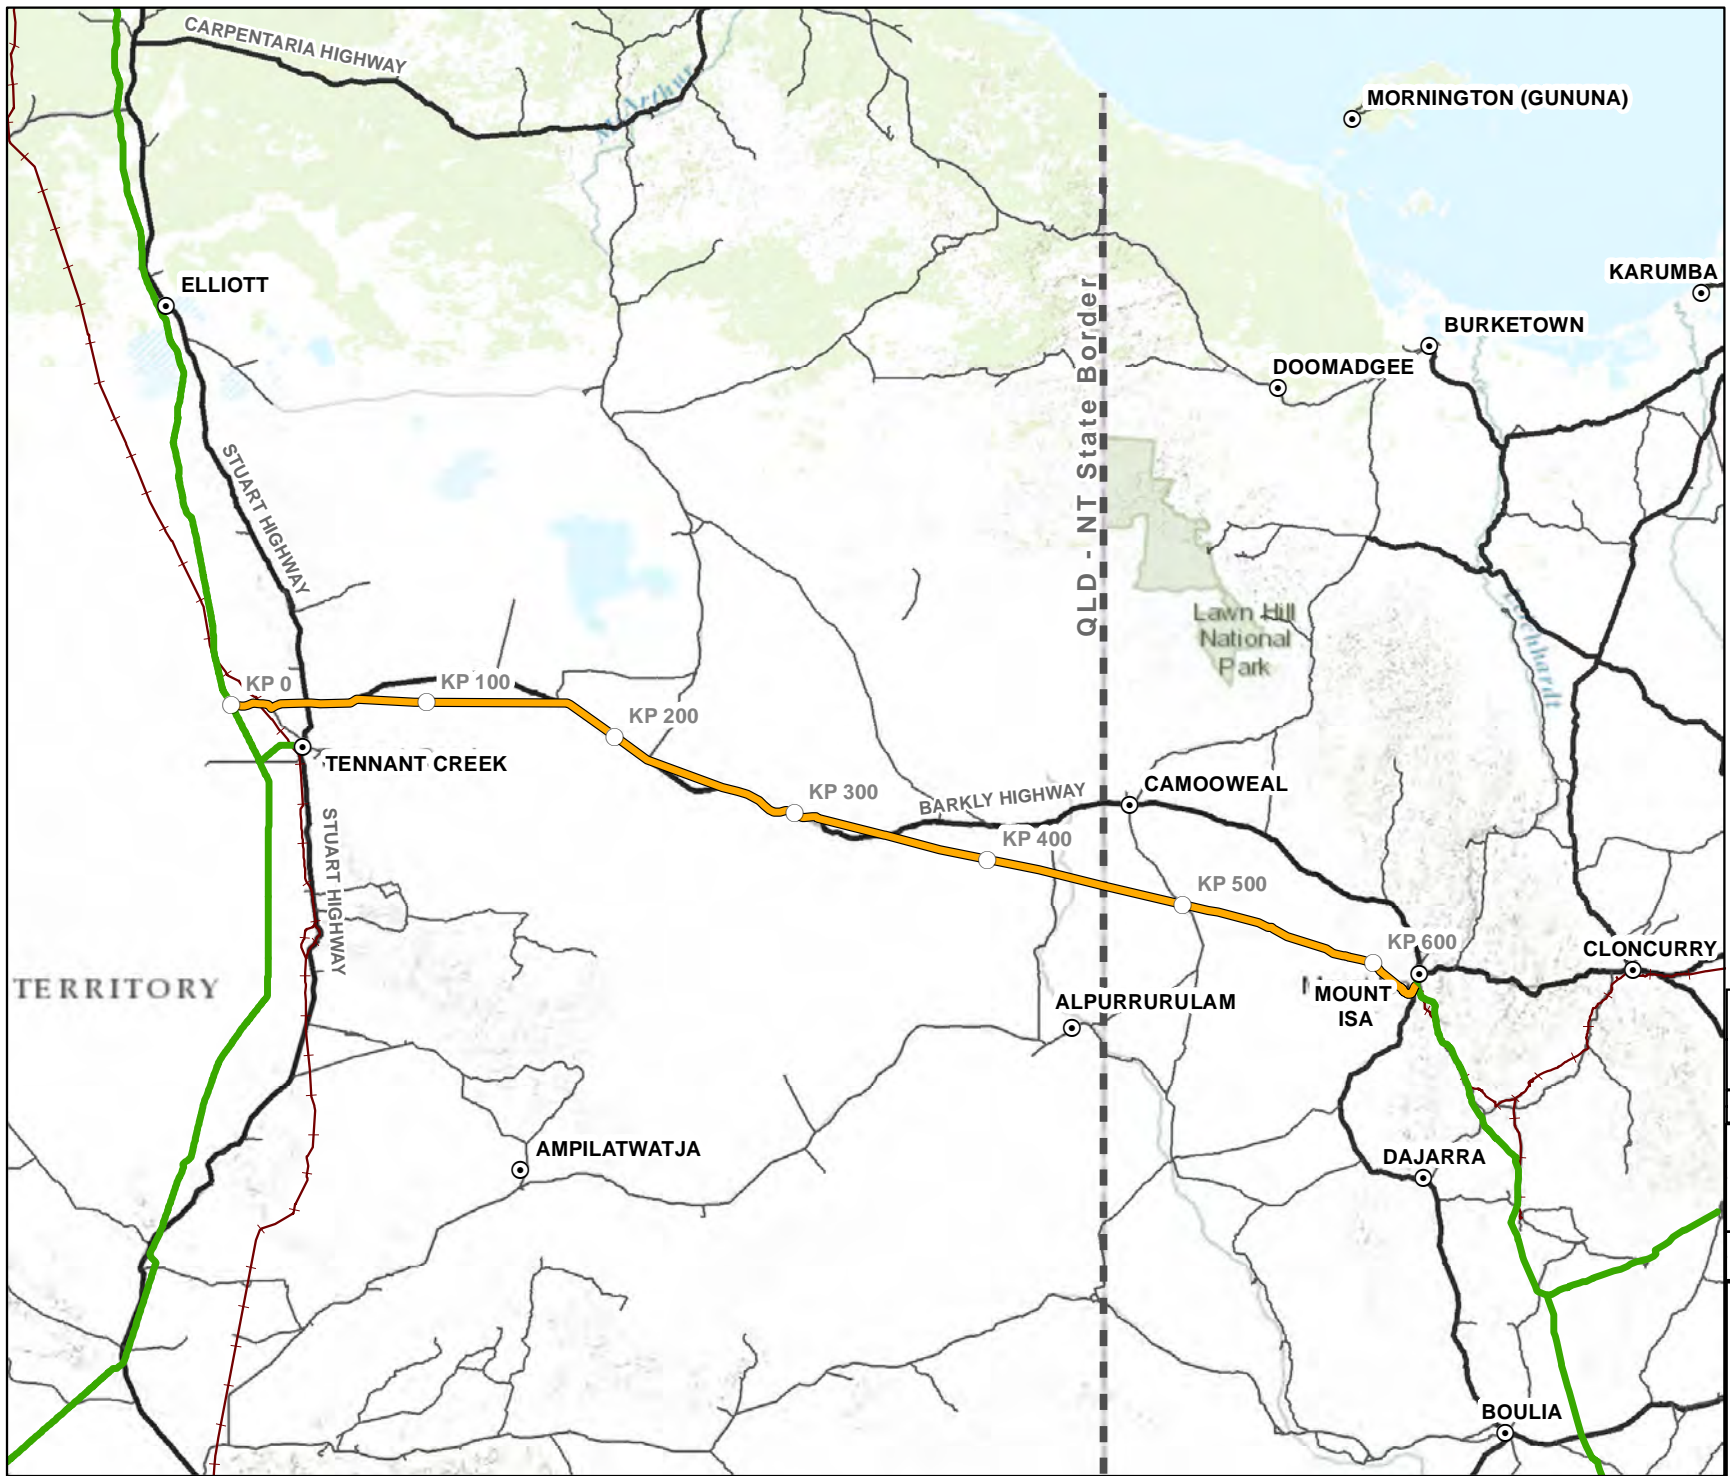 CARPENTARIA HIGHWAY
McArthur
MORNINGTON (GUNUNA)
ELLIOTT
KARUMBA
BURKETOWN
DOOMADGEE
QLD - NT State Border
STUART HIGHWAY
Lawn Hill
National
Park
Leichhardt
KP 0
KP 100
KP 200
TENNANT CREEK
KP 300
BARKLY HIGHWAY
CAMOOWEAL
KP 400
STUART HIGHWAY
KP 500
KP 600
CLONCURRY
TERRITORY
MOUNT
ISA
ALPURRURULAM
AMPILATWATJA
DAJARRA
BOULIA